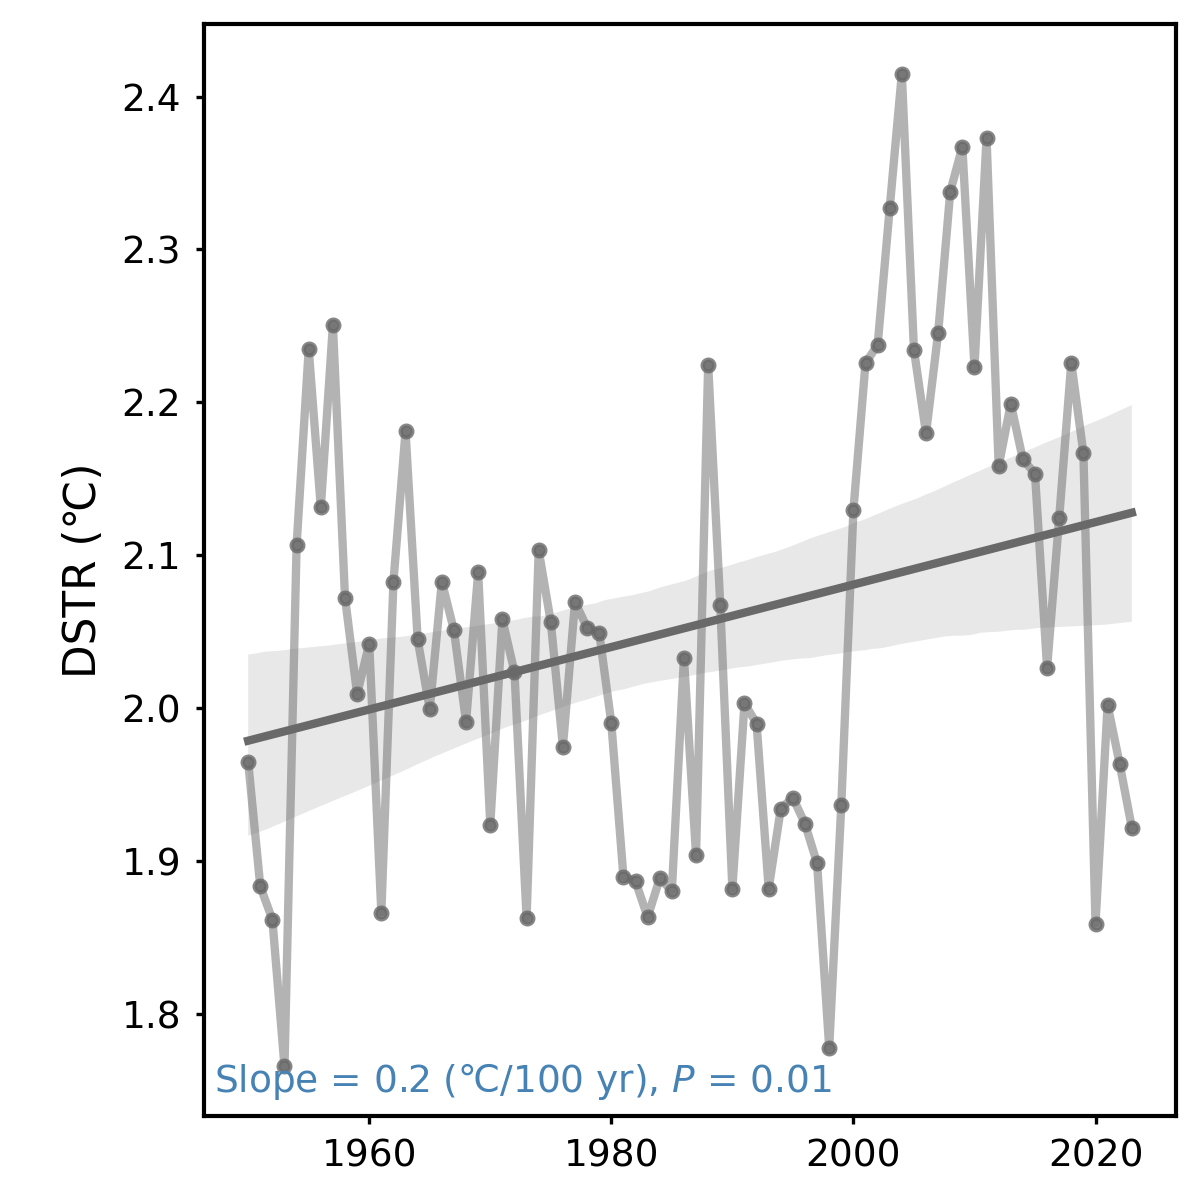 2.4
2.3
2.2
2.1
2.0
1.9
1.8
DSTR (℃)
Slope = 0.2 (℃/100 yr), P = 0.01
1960 1980 2000 2020